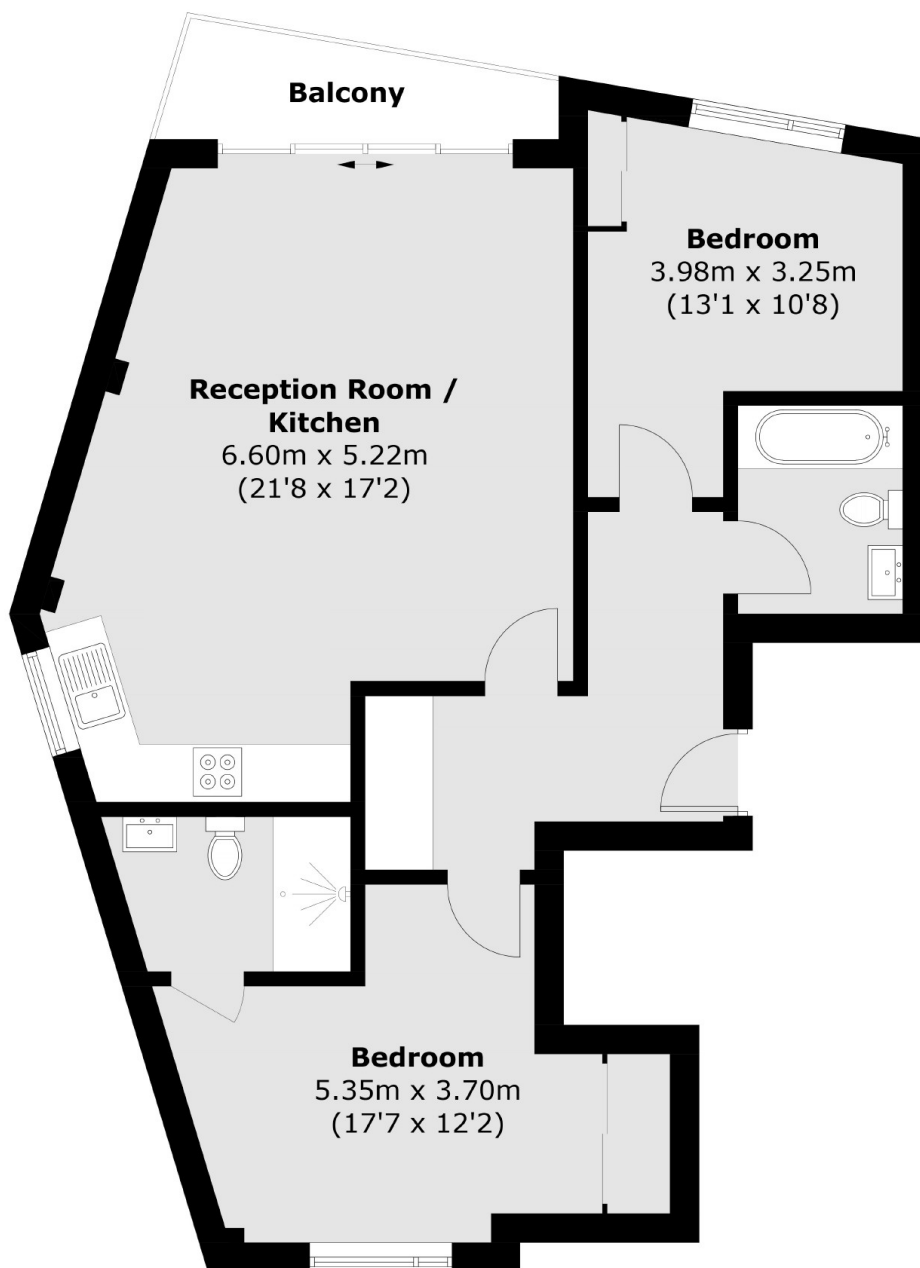 Balcony
Bedroom
3.98m x 3.25m
(13'1 x 10'8)
Reception Room /
Kitchen
6.60m x 5.22m
(21'8 x 17'2)
Bedroom
5.35m x 3.70m
(17'7 x 12'2)